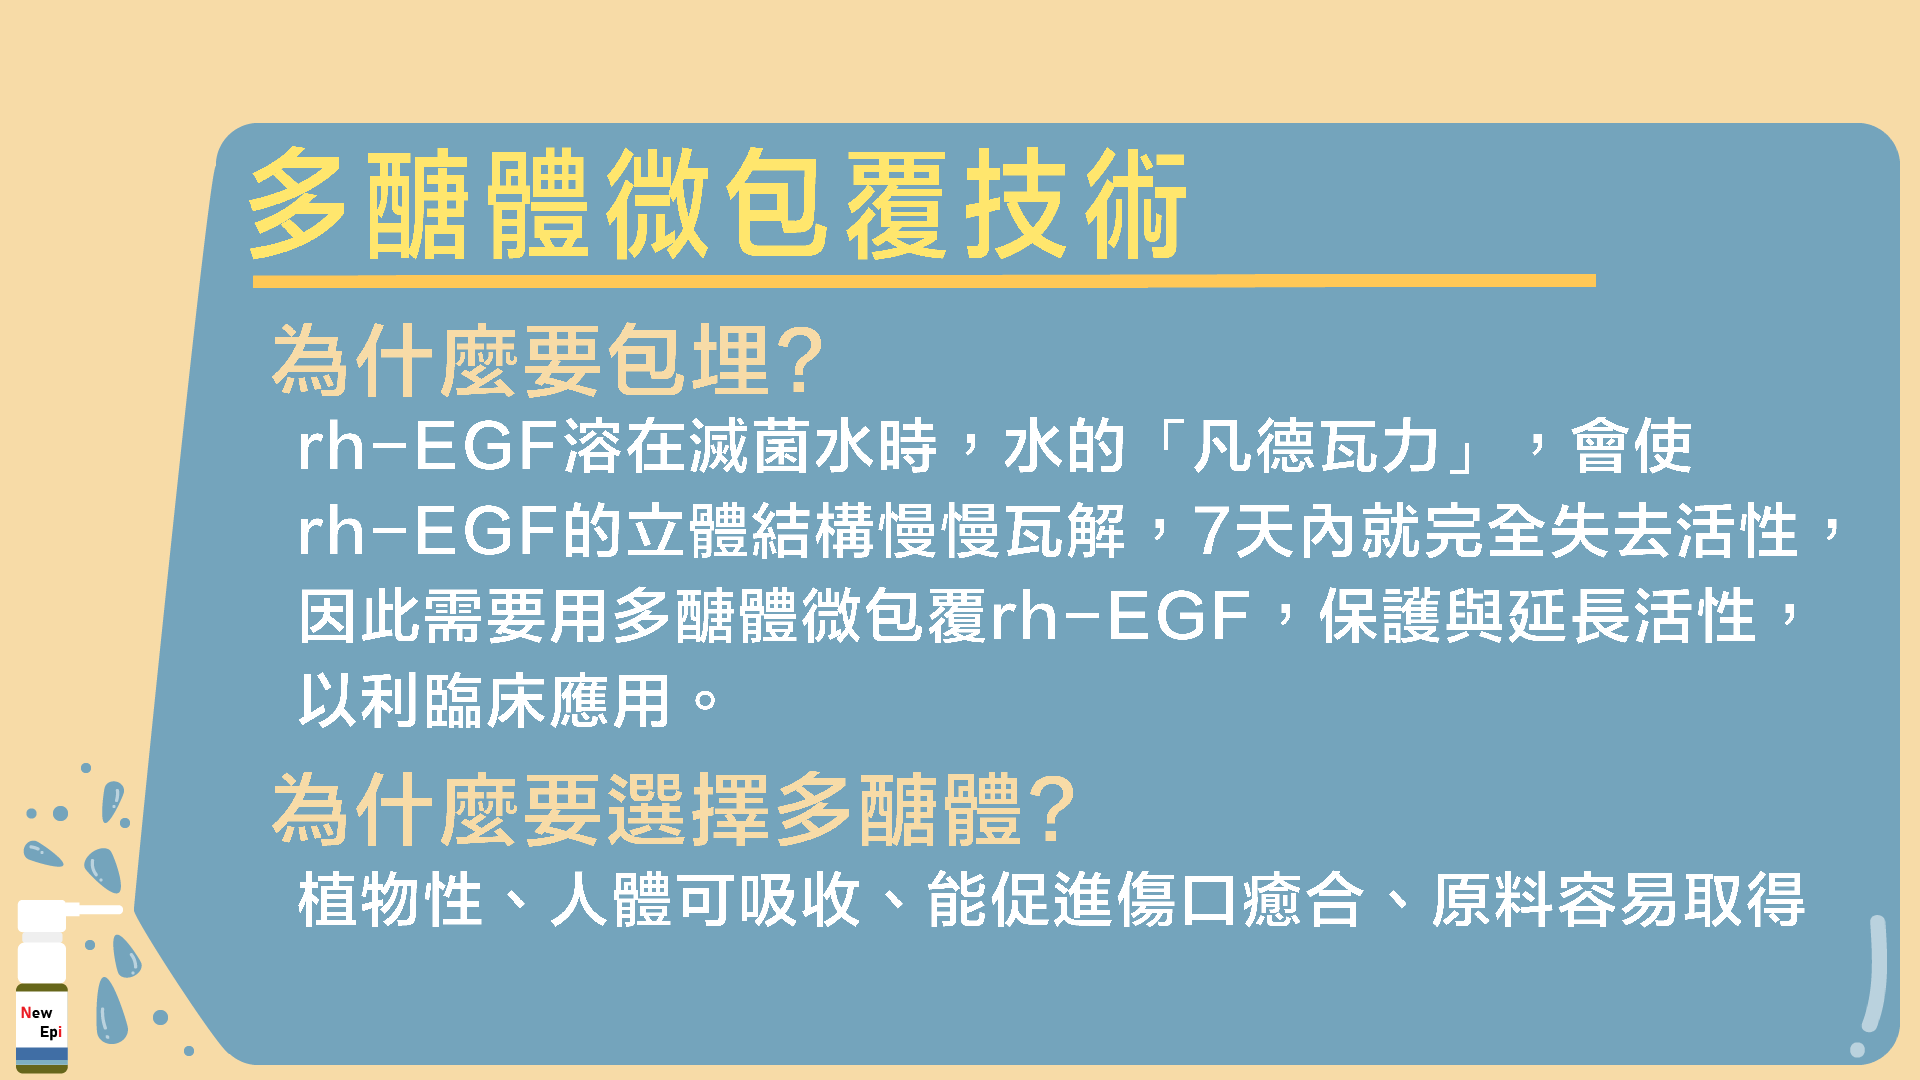 多醣體微包覆技術
為什麼要包埋?
rh-EGF溶在滅菌水時，水的「凡德瓦力」，會使
rh-EGF的立體結構慢慢瓦解，7天內就完全失去活性，
因此需要用多醣體微包覆rh-EGF，保護與延長活性，
以利臨床應用。
為什麼要選擇多醣體?
植物性、人體可吸收、能促進傷口癒合、原料容易取得
New
Epi